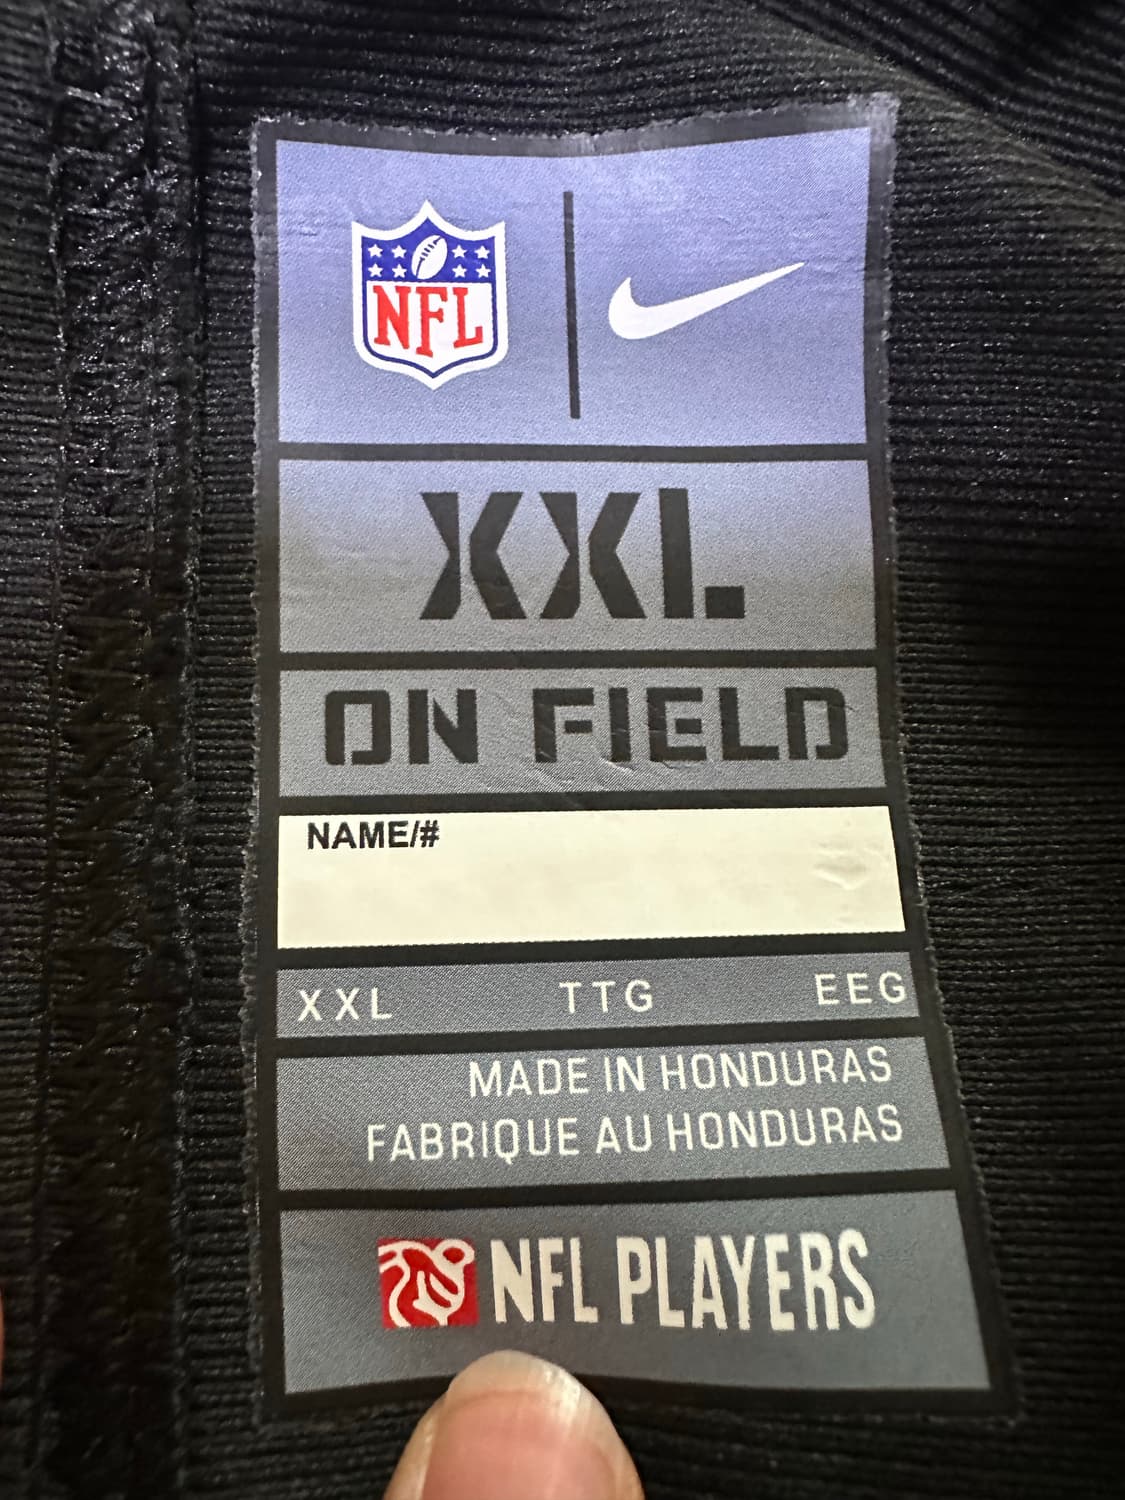 NFL
XXL
ON FIELD
NAME/#
XXL TTG EEG
MADE IN HONDURAS
FABRIQUE AU HONDURAS
NFL PLAYERS